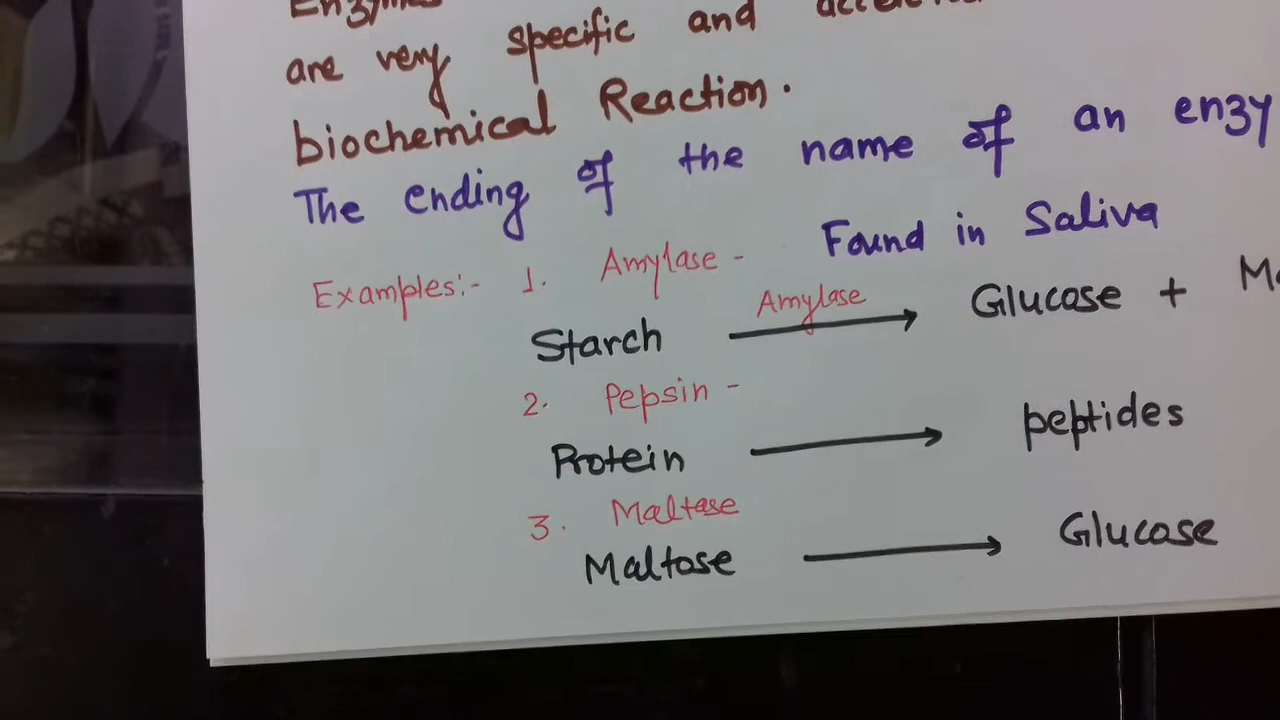 Enzymes
are very specific and
biochemical Reaction.
The ending of the name of an enzy
Examples:- 1. Amylase - Found in Saliva
Starch Amylase → Glucose +
2. Pepsin -
Protein → peptides
3. Maltase
Maltose → Glucose